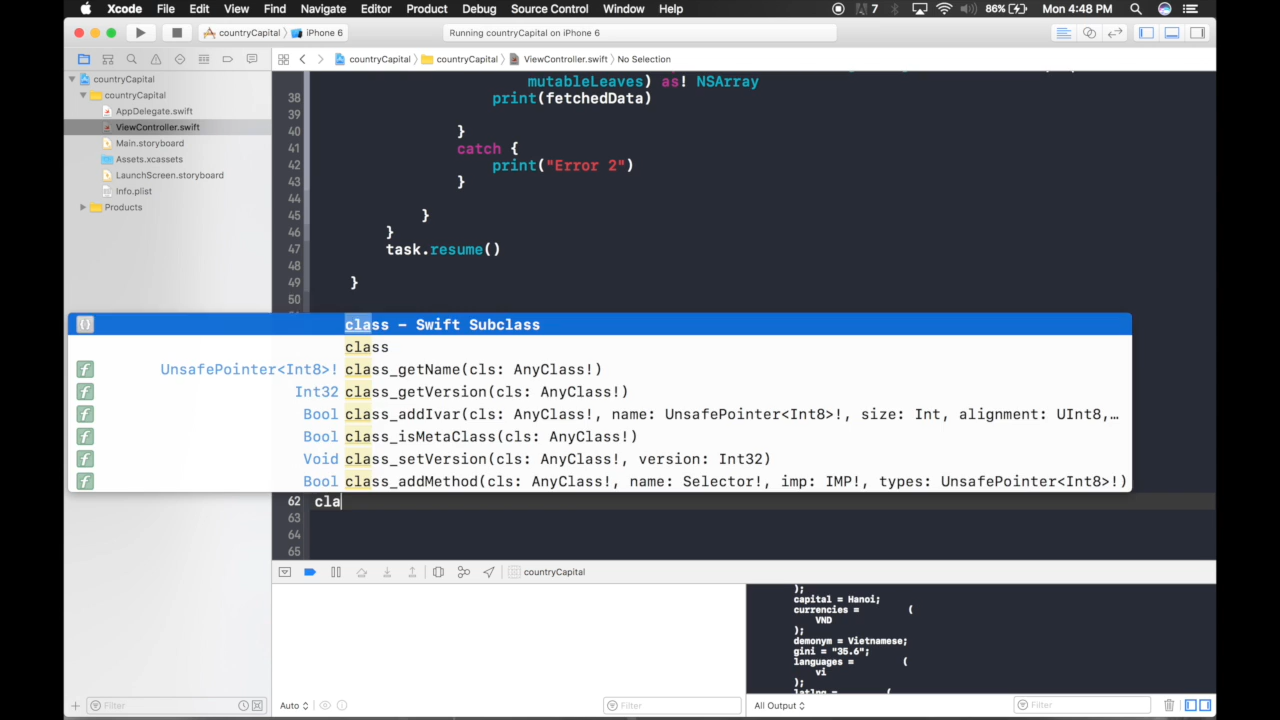 Xcode File Edit View Find Navigate Editor Product Debug Source Control Window Help 7 86% Mon 4:48 PM
countryCapital iPhone 6 Running countryCapital on iPhone 6
countryCapital countryCapital ViewController.swift No Selection
countryCapital
countryCapital
AppDelegate.swift
ViewController.swift
Main.storyboard
Assets.xcassets
LaunchScreen.storyboard
Info.plist
Products
mutableLeaves) as! NSArray
38 print(fetchedData)
39
40 }
41 catch {
42 print("Error 2")
43 }
44
45 }
46 }
47 task.resume()
48
49 }
50
class - Swift Subclass
class
UnsafePointer<Int8>! class_getName(cls: AnyClass!)
Int32 class_getVersion(cls: AnyClass!)
Bool class_addIvar(cls: AnyClass!, name: UnsafePointer<Int8>!, size: Int, alignment: UInt8,…
Bool class_isMetaClass(cls: AnyClass!)
Void class_setVersion(cls: AnyClass!, version: Int32)
Bool class_addMethod(cls: AnyClass!, name: Selector!, imp: IMP!, types: UnsafePointer<Int8>!)
62 cla
63
64
65
countryCapital
);
capital = Hanoi;
currencies = (
VND
);
demonym = Vietnamese;
gini = "35.6";
languages = (
vi
);
latlng = (
Filter Auto Filter All Output Filter